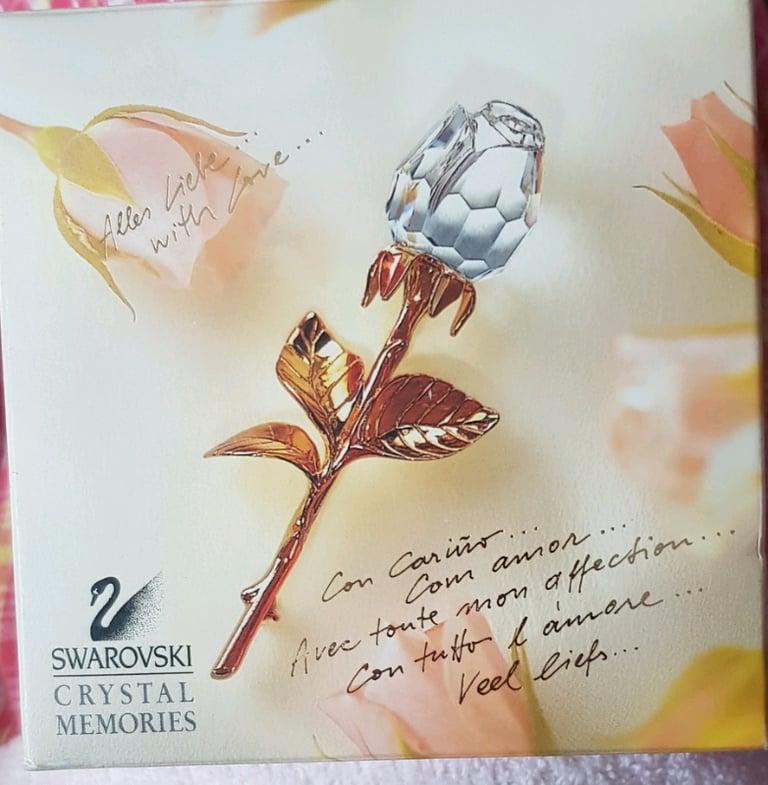 Alles Liebe...
with Love...
Con Cariño...
Com amor...
Avec toute mon affection...
Con tutto l'amore...
Veel liefs...
SWAROVSKI
CRYSTAL
MEMORIES